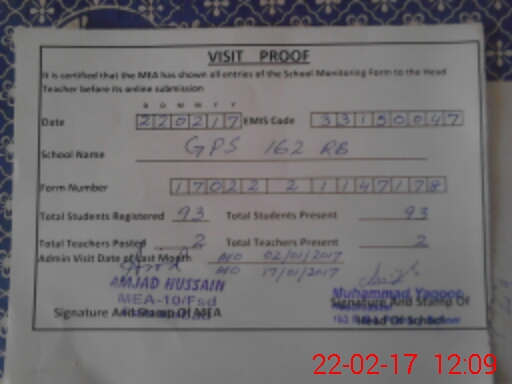 VISIT PROOF
It is certified that the MEA has shown all entries of the School Monitoring Form to the Head
Teacher before its online submission
D D M M Y Y
Date 220217 EMIS Code 33150047
School Name GPS 162 RB
Form Number 17022 2 1147178
Total Students Registered 93 Total Students Present 93
Total Teachers Posted 2 Total Teachers Present 2
Admin Visit Date of Last Month AEO 02/01/2017
AEO 17/01/2017
AMJAD HUSSAIN
MEA-10/Fsd
Muhammad Yaqoob
Signature And Stamp Of MEA
Signature And Stamp Of
Head Of School
22-02-17 12:09